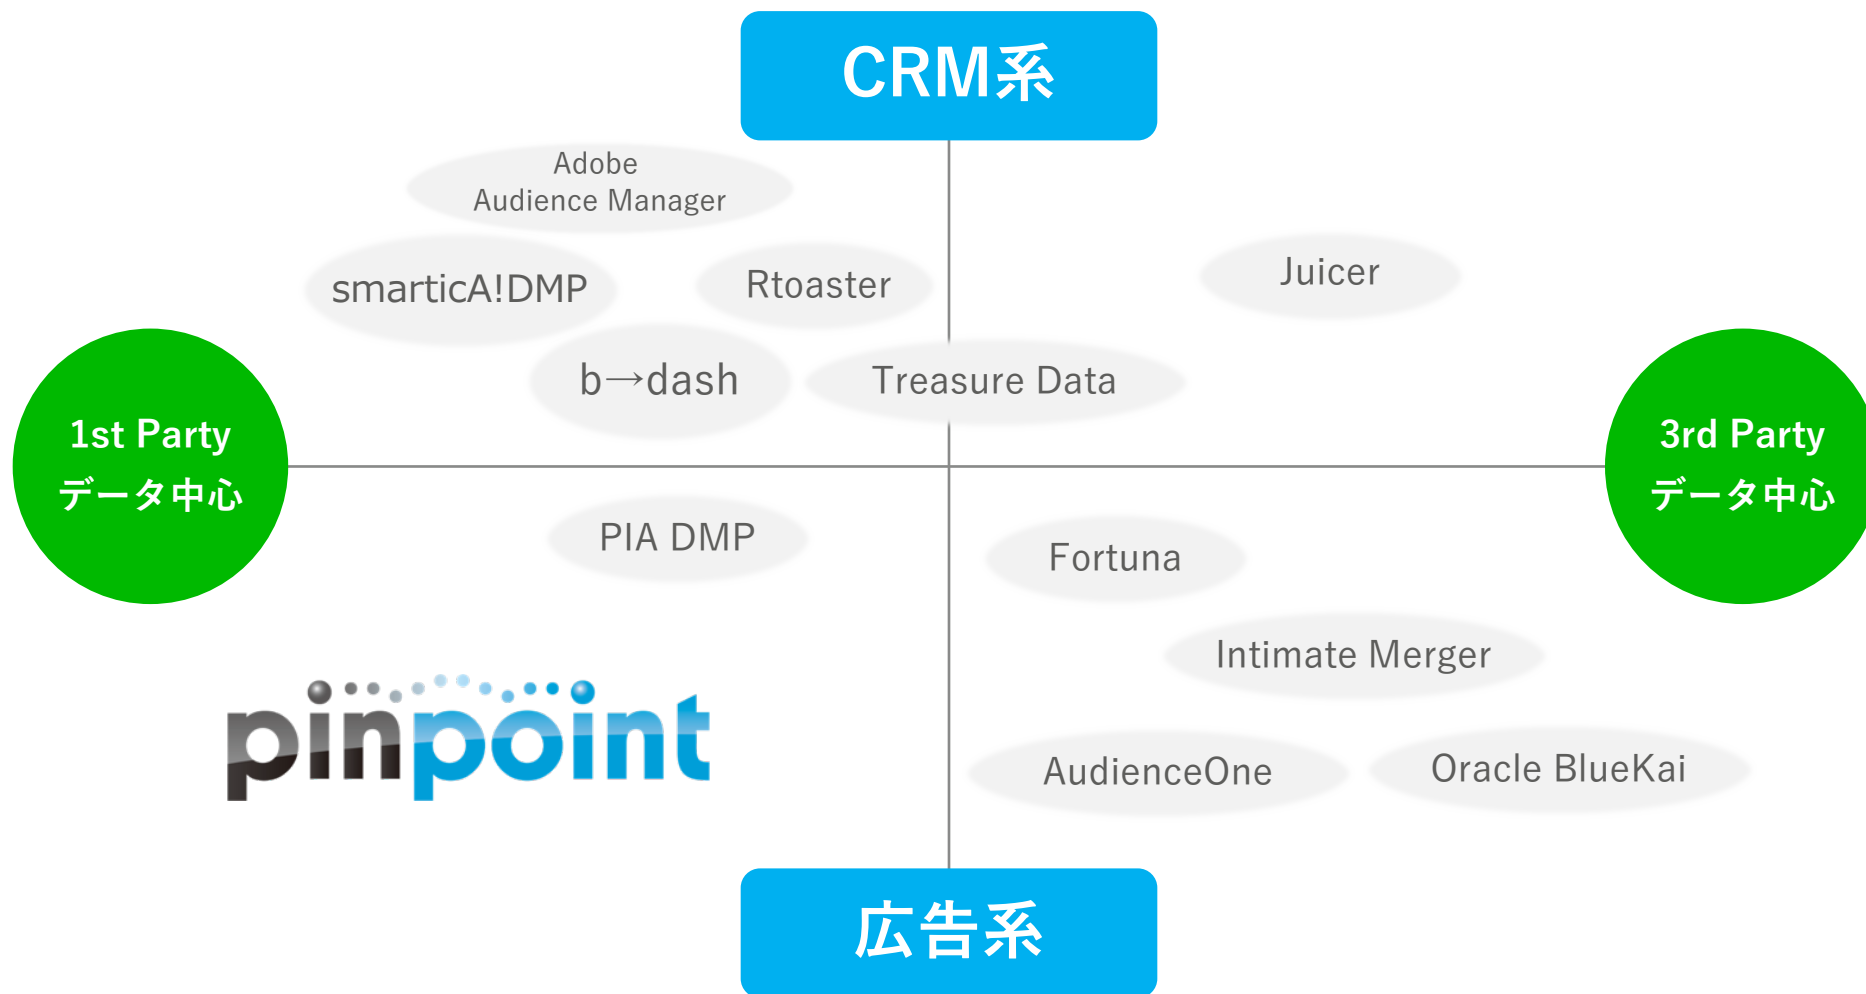 CRM系
Adobe
Audience Manager
smarticA!DMP
Rtoaster
Juicer
b→dash
Treasure Data
1st Party
データ中心
3rd Party
データ中心
PIA DMP
Fortuna
Intimate Merger
pinpoint
AudienceOne
Oracle BlueKai
広告系